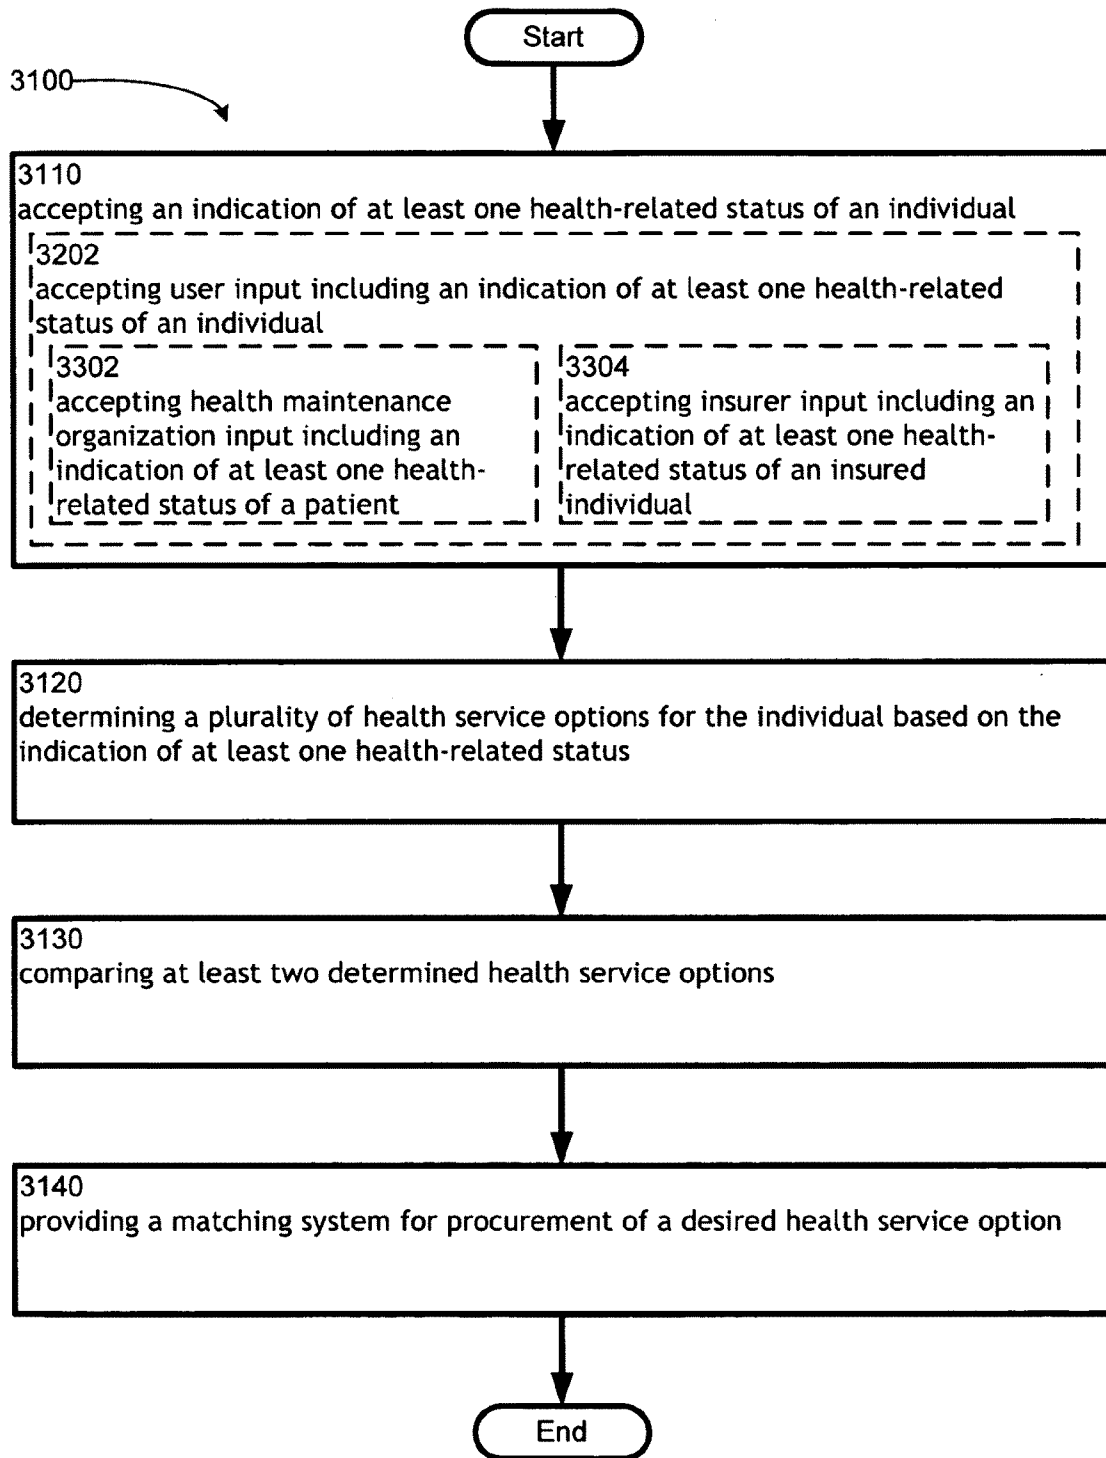 Start
3100
3110
accepting an indication of at least one health-related status of an individual
3202
accepting user input including an indication of at least one health-related
status of an individual
3302
accepting health maintenance
organization input including an
indication of at least one health-
related status of a patient
3304
accepting insurer input including an
indication of at least one health-
related status of an insured
individual
3120
determining a plurality of health service options for the individual based on the
indication of at least one health-related status
3130
comparing at least two determined health service options
3140
providing a matching system for procurement of a desired health service option
End